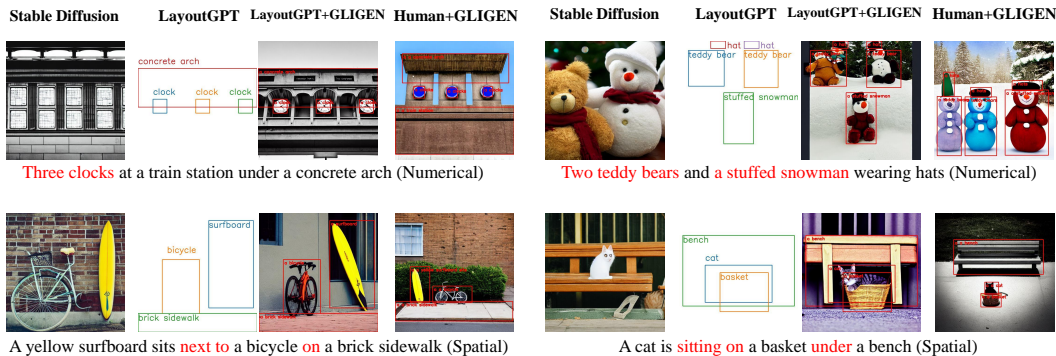 Stable Diffusion LayoutGPT LayoutGPT+GLIGEN Human+GLIGEN
concrete arch
clock clock clock
Three clocks at a train station under a concrete arch (Numerical)
Stable Diffusion LayoutGPT LayoutGPT+GLIGEN Human+GLIGEN
hat hat
teddy bear teddy bear
stuffed snowman
Two teddy bears and a stuffed snowman wearing hats (Numerical)
surfboard
bicycle
brick sidewalk
A yellow surfboard sits next to a bicycle on a brick sidewalk (Spatial)
bench
cat
basket
a bench
A cat is sitting on a basket under a bench (Spatial)